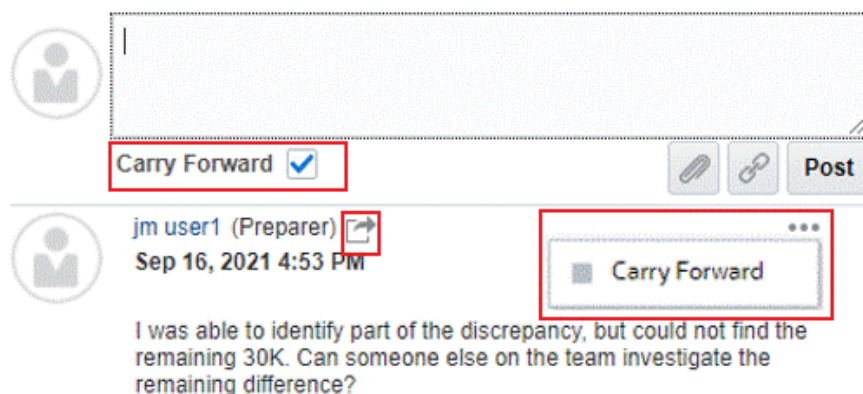 Carry Forward
Post
jm user1 (Preparer)
Sep 16, 2021 4:53 PM
Carry Forward
I was able to identify part of the discrepancy, but could not find the
remaining 30K. Can someone else on the team investigate the
remaining difference?